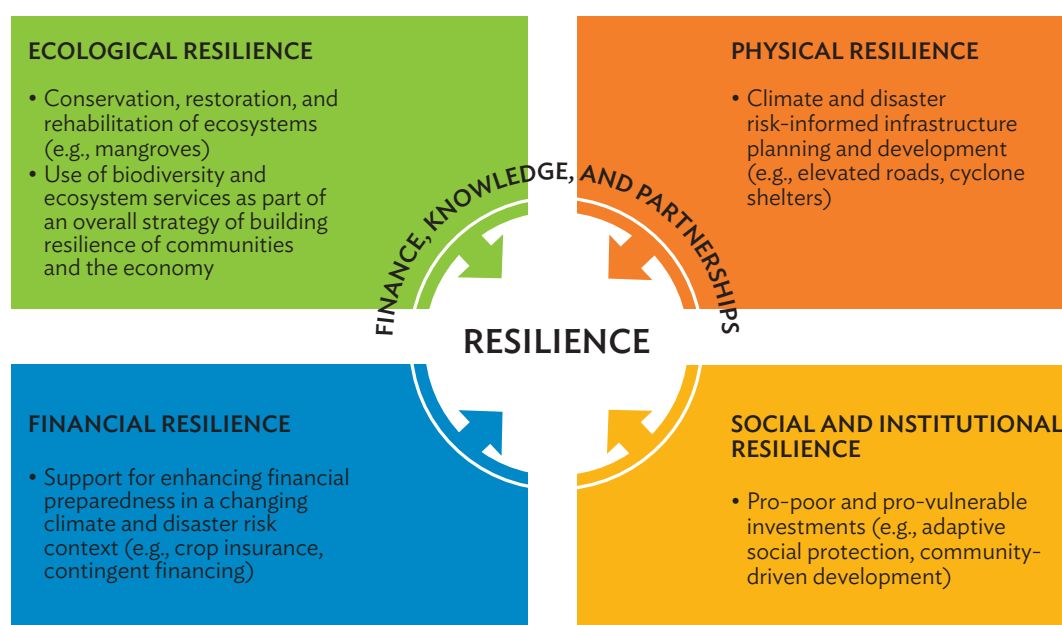 ECOLOGICAL RESILIENCE
• Conservation, restoration, and
rehabilitation of ecosystems
(e.g., mangroves)
• Use of biodiversity and
ecosystem services as part of
an overall strategy of building
resilience of communities
and the economy
PHYSICAL RESILIENCE
• Climate and disaster
risk-informed infrastructure
planning and development
(e.g., elevated roads, cyclone
shelters)
FINANCE, KNOWLEDGE, AND PARTNERSHIPS
RESILIENCE
FINANCIAL RESILIENCE
• Support for enhancing financial
preparedness in a changing
climate and disaster risk
context (e.g., crop insurance,
contingent financing)
SOCIAL AND INSTITUTIONAL
RESILIENCE
• Pro-poor and pro-vulnerable
investments (e.g., adaptive
social protection, community-
driven development)